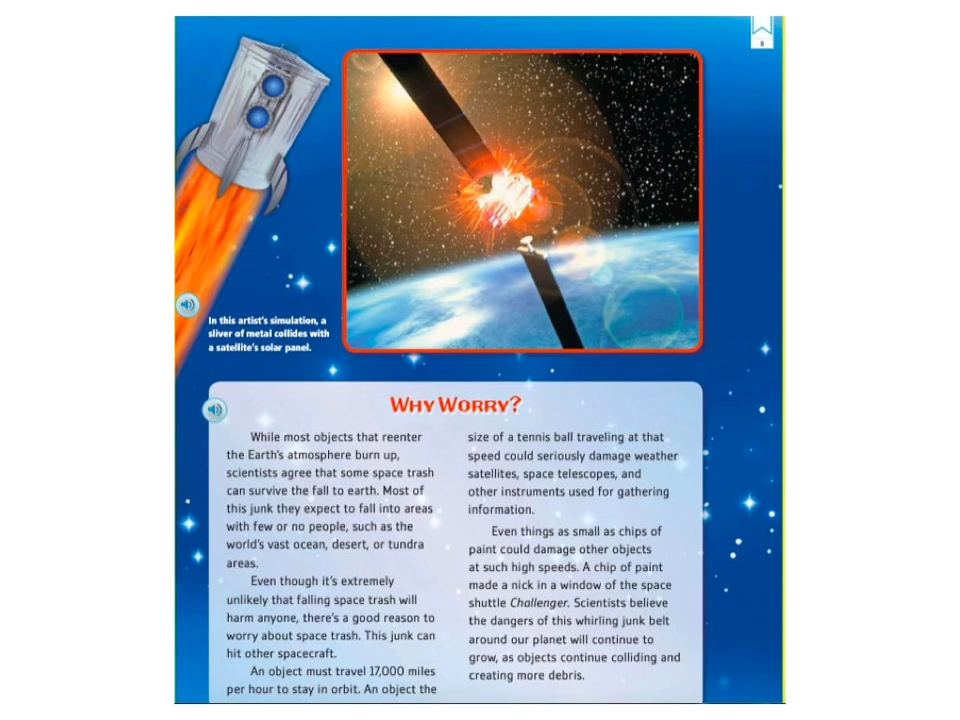 8
In this artist's simulation, a
sliver of metal collides with
a satellite's solar panel.
WHY WORRY?
While most objects that reenter
the Earth's atmosphere burn up,
scientists agree that some space trash
can survive the fall to earth. Most of
this junk they expect to fall into areas
with few or no people, such as the
world's vast ocean, desert, or tundra
areas.
Even though it's extremely
unlikely that falling space trash will
harm anyone, there's a good reason to
worry about space trash. This junk can
hit other spacecraft.
An object must travel 17,000 miles
per hour to stay in orbit. An object the
size of a tennis ball traveling at that
speed could seriously damage weather
satellites, space telescopes, and
other instruments used for gathering
information.
Even things as small as chips of
paint could damage other objects
at such high speeds. A chip of paint
made a nick in a window of the space
shuttle Challenger. Scientists believe
the dangers of this whirling junk belt
around our planet will continue to
grow, as objects continue colliding and
creating more debris.